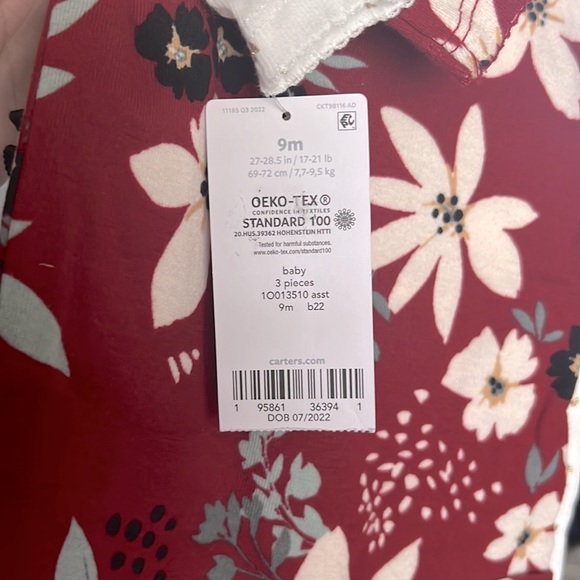 11185 Q3 2022 CKT98116 AD
9m
27-28.5 in / 17-21 lb
69-72 cm / 7,7-9,5 kg
OEKO-TEX®
CONFIDENCE IN TEXTILES
STANDARD 100
20.HUS.39362 HOHENSTEIN HTTI
Tested for harmful substances.
www.oeko-tex.com/standard100
baby
3 pieces
1O013510 asst
9m b22
carters.com
1 95861 36394 1
DOB 07/2022